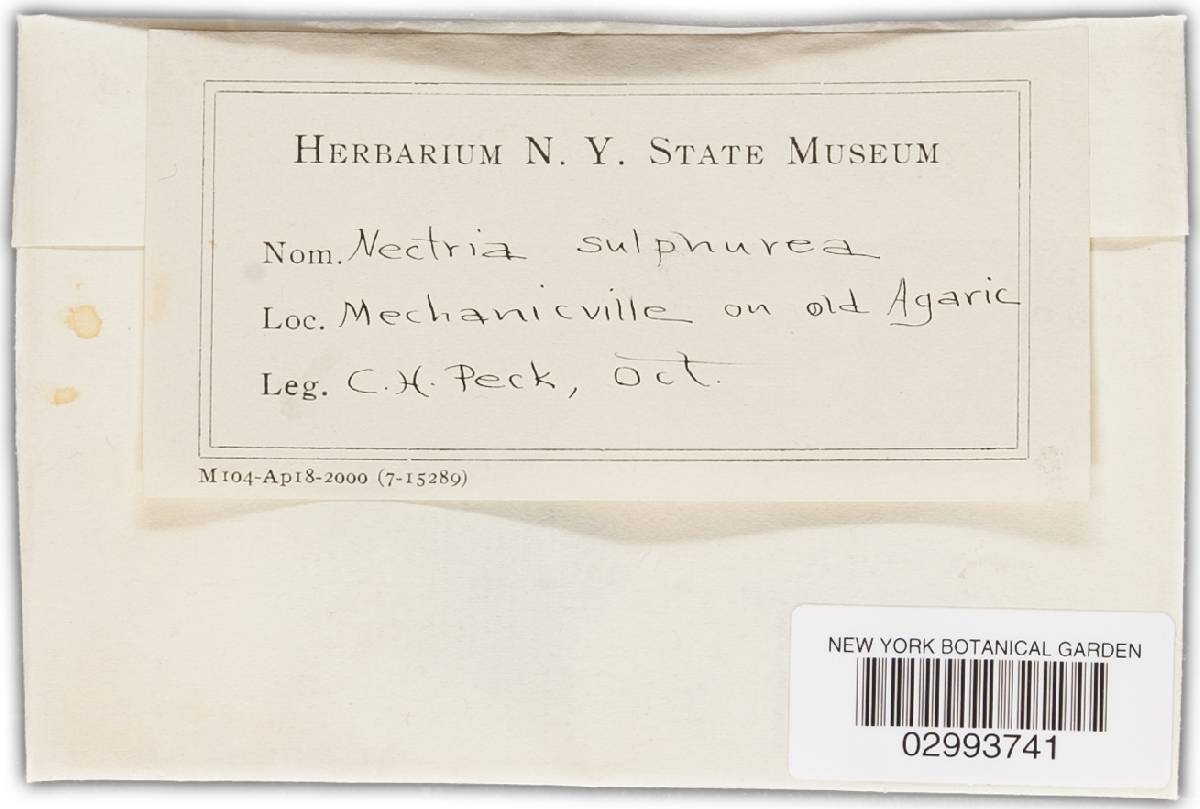 HERBARIUM N. Y. STATE MUSEUM
Nom. Nectria sulphurea
Loc. Mechanicville on old Agaric
Leg. C. H. Peck, Oct.
M104-Ap18-2000 (7-15289)
NEW YORK BOTANICAL GARDEN
02993741